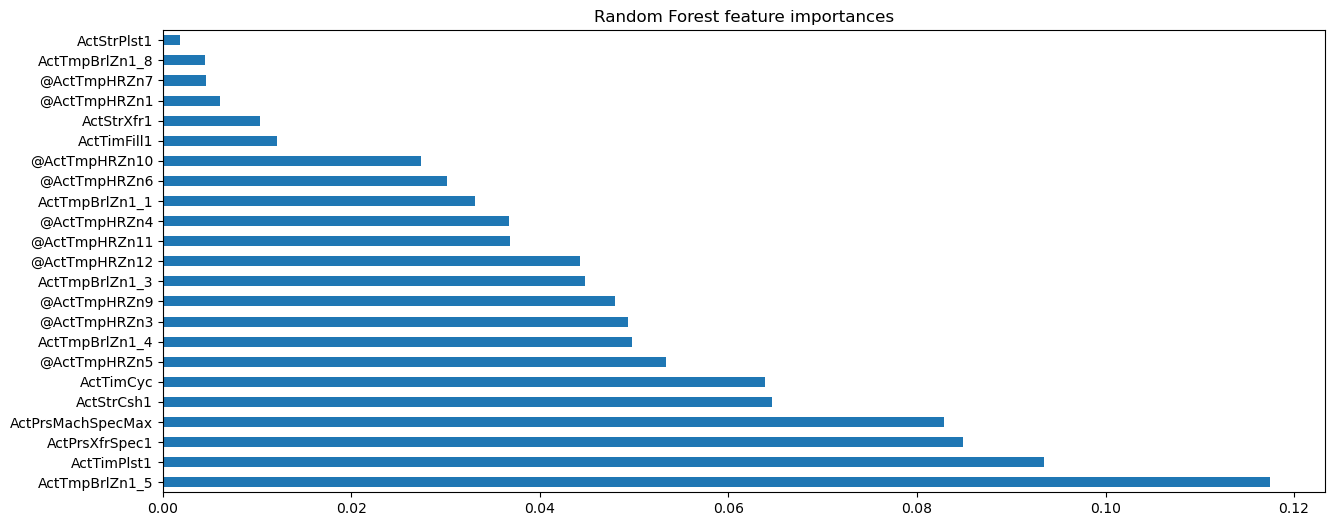 Random Forest feature importances
ActStrPlst1
ActTmpBrlZn1_8
@ActTmpHRZn7
@ActTmpHRZn1
ActStrXfr1
ActTimFill1
@ActTmpHRZn10
@ActTmpHRZn6
ActTmpBrlZn1_1
@ActTmpHRZn4
@ActTmpHRZn11
@ActTmpHRZn12
ActTmpBrlZn1_3
@ActTmpHRZn9
@ActTmpHRZn3
ActTmpBrlZn1_4
@ActTmpHRZn5
ActTimCyc
ActStrCsh1
ActPrsMachSpecMax
ActPrsXfrSpec1
ActTimPlst1
ActTmpBrlZn1_5
0.00 0.02 0.04 0.06 0.08 0.10 0.12